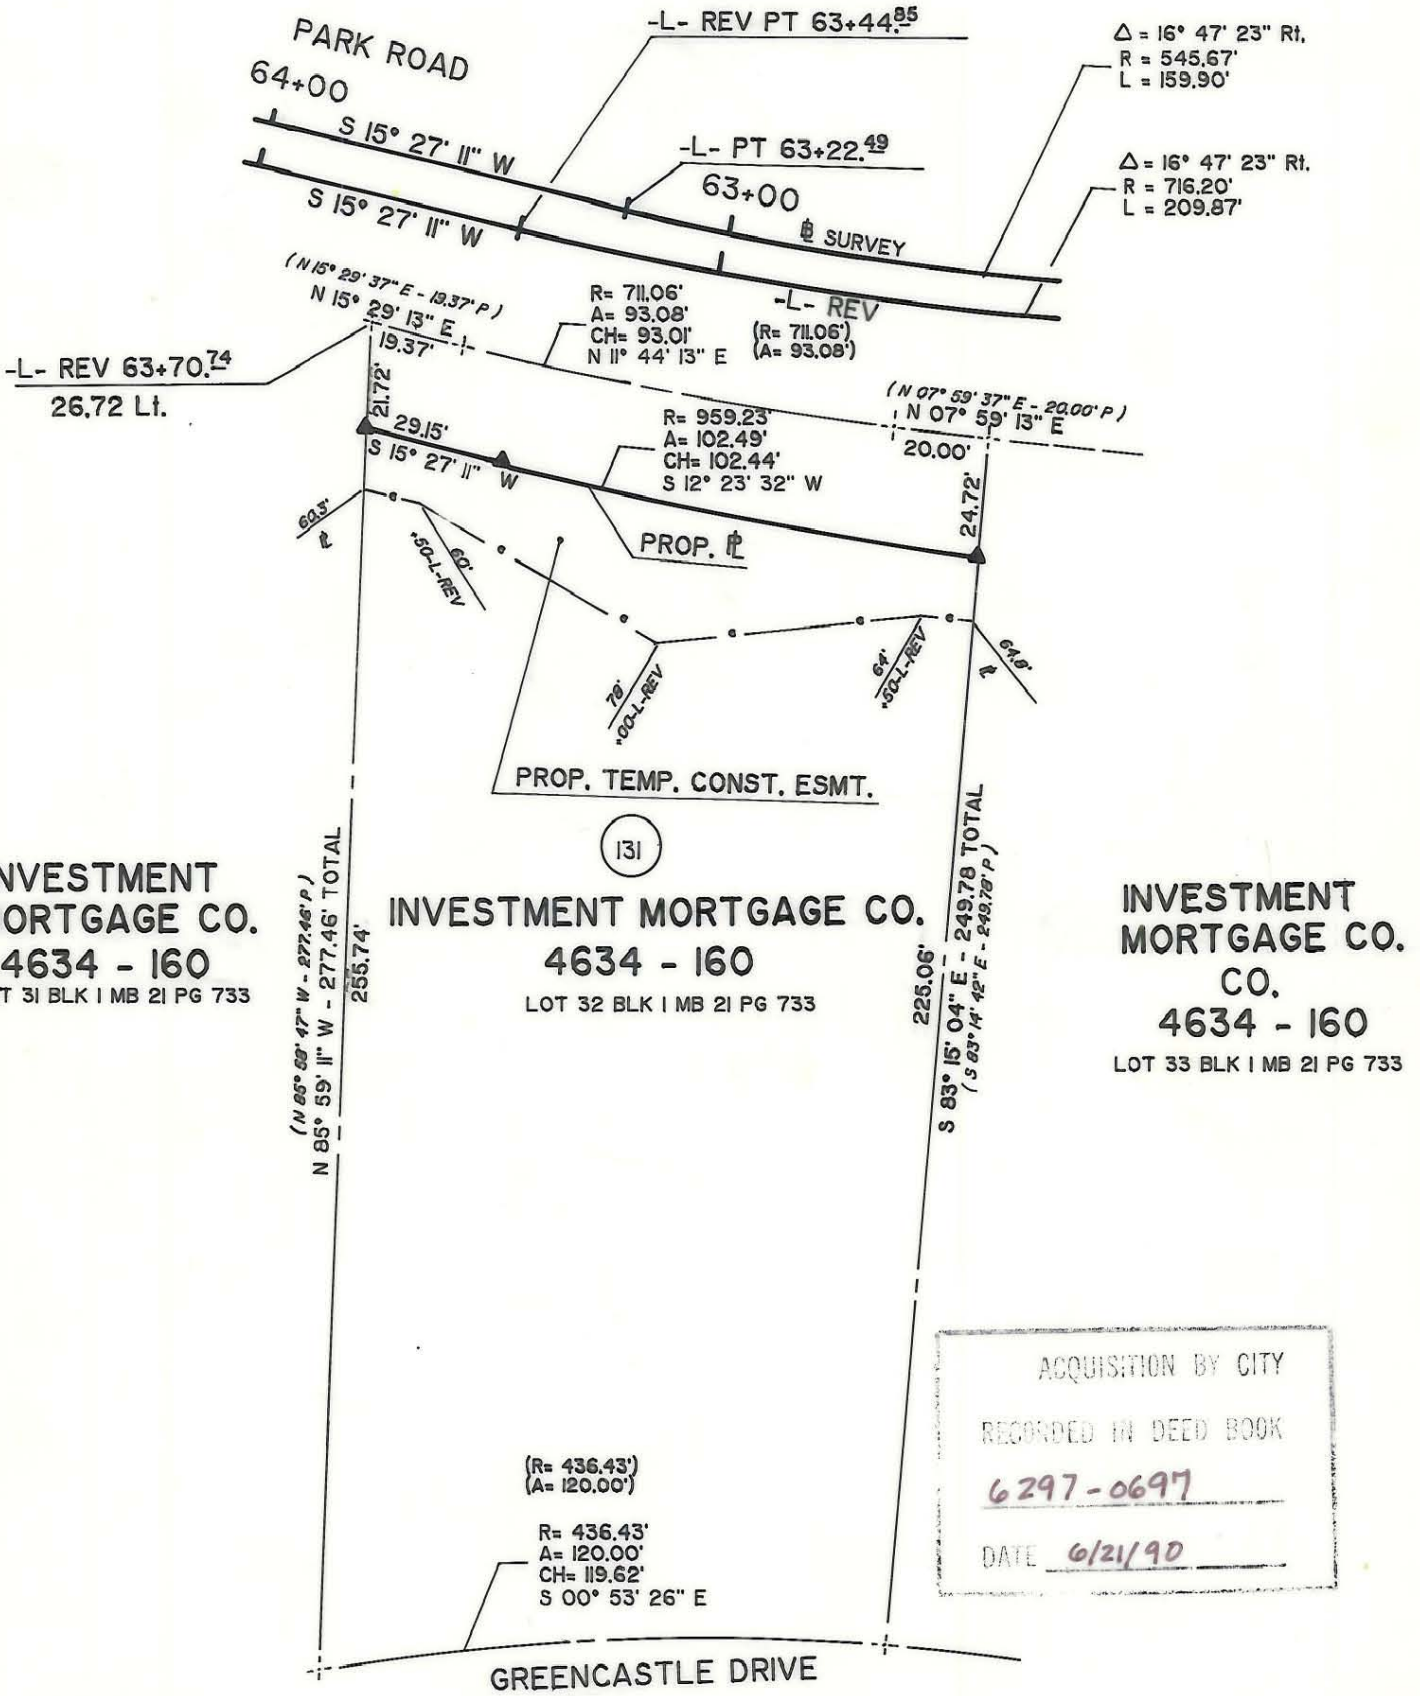 -L- REV PT 63+44.85
Δ = 16° 47' 23" Rt.
R = 545.67'
L = 159.90'
PARK ROAD
64+00
S 15° 27' 11" W
-L- PT 63+22.49
63+00
Δ = 16° 47' 23" Rt.
R = 716.20'
L = 209.87'
S 15° 27' 11" W
SURVEY
-L- REV
(N 15° 29' 37" E - 19.37' P)
N 15° 29' 13" E
19.37'
R= 711.06'
A= 93.08'
CH= 93.01'
N 11° 44' 13" E
(R= 711.06')
(A= 93.08')
-L- REV 63+70.74
26.72 Lt.
21.72'
(N 07° 59' 37" E - 20.00' P)
N 07° 59' 13" E
20.00'
29.15'
S 15° 27' 11" W
R= 959.23'
A= 102.49'
CH= 102.44'
S 12° 23' 32" W
24.72'
PROP. ⅊
60.3'
⅊
60'
+50-L-REV
78'
+00-L-REV
64'
+50-L-REV
64.8'
⅊
PROP. TEMP. CONST. ESMT.
131
INVESTMENT MORTGAGE CO.
4634 - 160
LOT 32 BLK 1 MB 21 PG 733
NVESTMENT
ORTGAGE CO.
4634 - 160
T 31 BLK 1 MB 21 PG 733
N 85° 59' 11" W - 277.46' TOTAL
255.74'
225.06'
S 83° 15' 04" E - 249.78 TOTAL
(S 83° 14' 42" E - 249.78' P)
INVESTMENT
MORTGAGE CO.
CO.
4634 - 160
LOT 33 BLK 1 MB 21 PG 733
(R= 436.43')
(A= 120.00')
R= 436.43'
A= 120.00'
CH= 119.62'
S 00° 53' 26" E
GREENCASTLE DRIVE
ACQUISITION BY CITY
RECORDED IN DEED BOOK
6297-0697
DATE 6/21/90